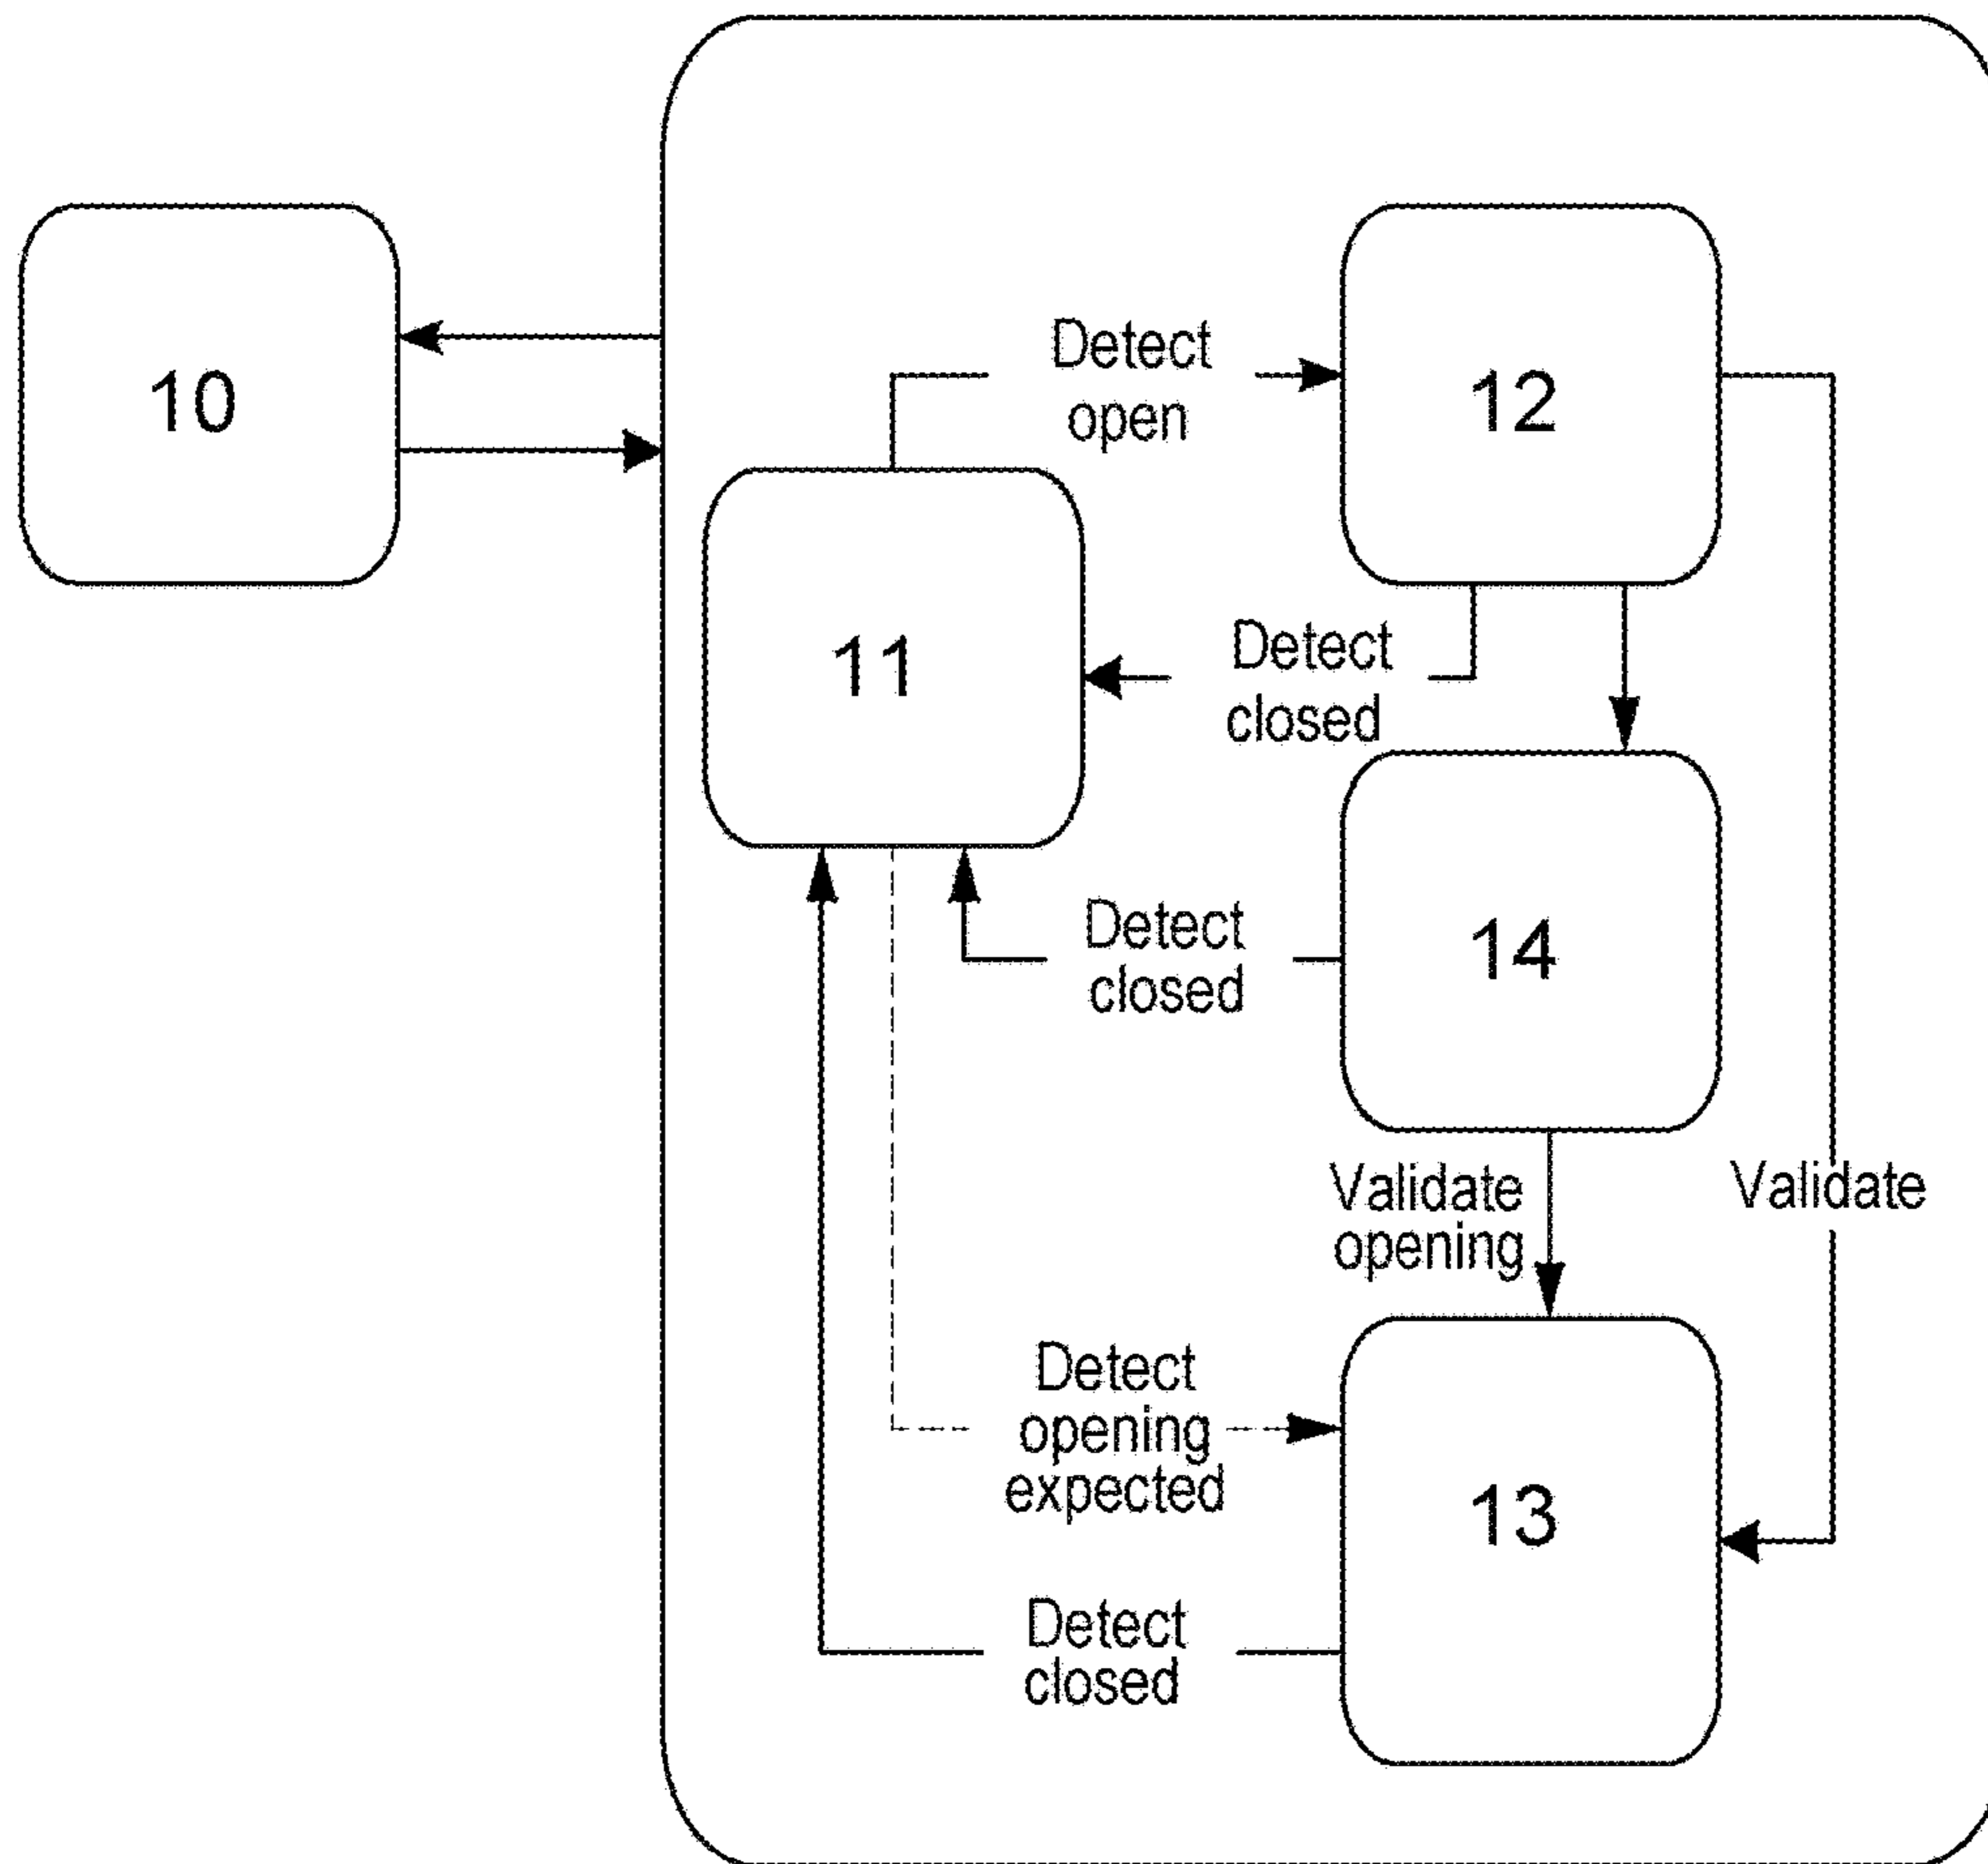 10
Detect
open
12
11
Detect
closed
Detect
closed
14
Validate
opening
Validate
Detect
opening
expected
13
Detect
closed